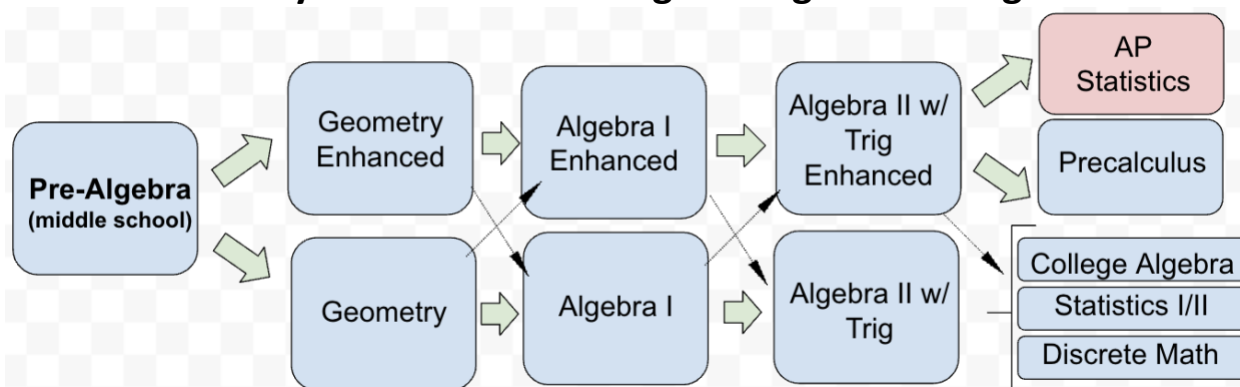 Pre-Algebra
(middle school)
Geometry
Enhanced
Geometry
Algebra I
Enhanced
Algebra I
Algebra II w/
Trig
Enhanced
Algebra II w/
Trig
AP
Statistics
Precalculus
College Algebra
Statistics I/II
Discrete Math